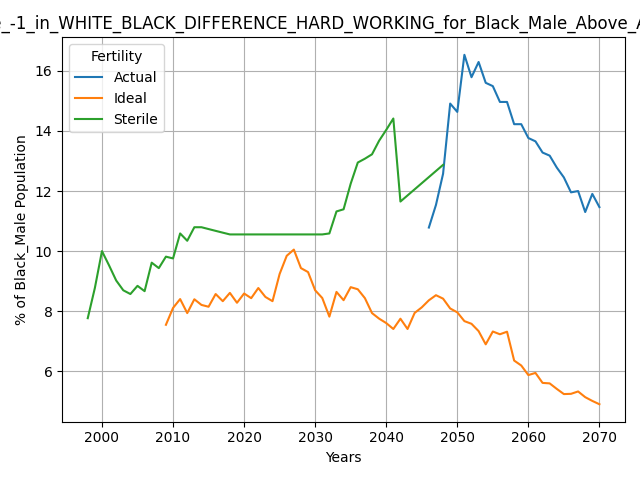 _-1_in_WHITE_BLACK_DIFFERENCE_HARD_WORKING_for_Black_Male_Above_
Fertility
Actual
Ideal
Sterile
% of Black_Male Population
16
14
12
10
8
6
2000 2010 2020 2030 2040 2050 2060 2070
Years